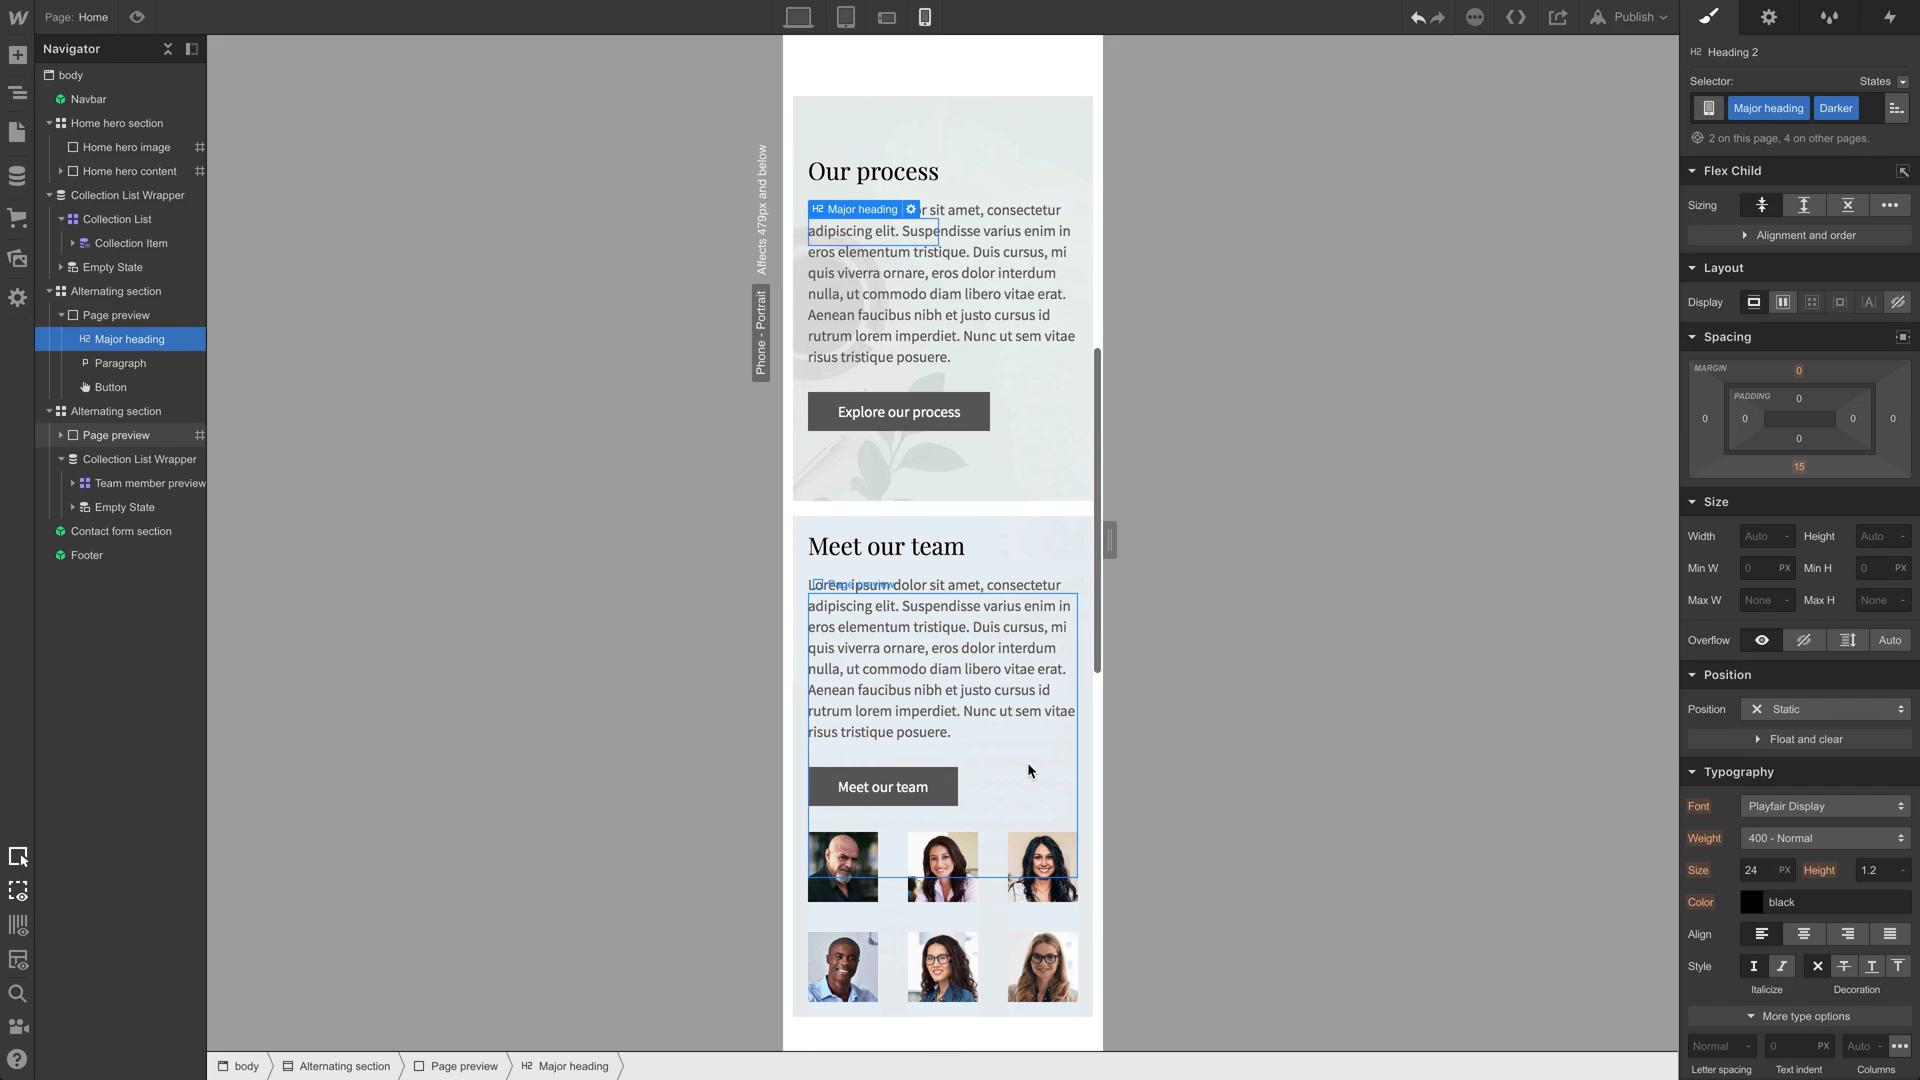 Page: Home
Publish
Navigator
body
Navbar
Home hero section
Home hero image
Home hero content
Collection List Wrapper
Collection List
Collection Item
Empty State
Alternating section
Page preview
H2 Major heading
P Paragraph
Button
Alternating section
Page preview
Collection List Wrapper
Team member preview
Empty State
Contact form section
Footer
Affects 479px and below
Phone - Portrait
Our process
H2 Major heading
r sit amet, consectetur
adipiscing elit. Suspendisse varius enim in
eros elementum tristique. Duis cursus, mi
quis viverra ornare, eros dolor interdum
nulla, ut commodo diam libero vitae erat.
Aenean faucibus nibh et justo cursus id
rutrum lorem imperdiet. Nunc ut sem vitae
risus tristique posuere.
Explore our process
Meet our team
Page preview
Lorem ipsum dolor sit amet, consectetur
adipiscing elit. Suspendisse varius enim in
eros elementum tristique. Duis cursus, mi
quis viverra ornare, eros dolor interdum
nulla, ut commodo diam libero vitae erat.
Aenean faucibus nibh et justo cursus id
rutrum lorem imperdiet. Nunc ut sem vitae
risus tristique posuere.
Meet our team
body Alternating section Page preview H2 Major heading
H2 Heading 2
Selector: States
Major heading Darker
2 on this page, 4 on other pages.
Flex Child
Sizing
Alignment and order
Layout
Display
Spacing
MARGIN 0
PADDING 0
0 0 0 0
0
15
Size
Width Auto - Height Auto -
Min W 0 PX Min H 0 PX
Max W None - Max H None -
Overflow Auto
Position
Position Static
Float and clear
Typography
Font Playfair Display
Weight 400 - Normal
Size 24 PX Height 1.2 -
Color black
Align
Style
Italicize Decoration
More type options
Normal - 0 PX Auto -
Letter spacing Text indent Columns